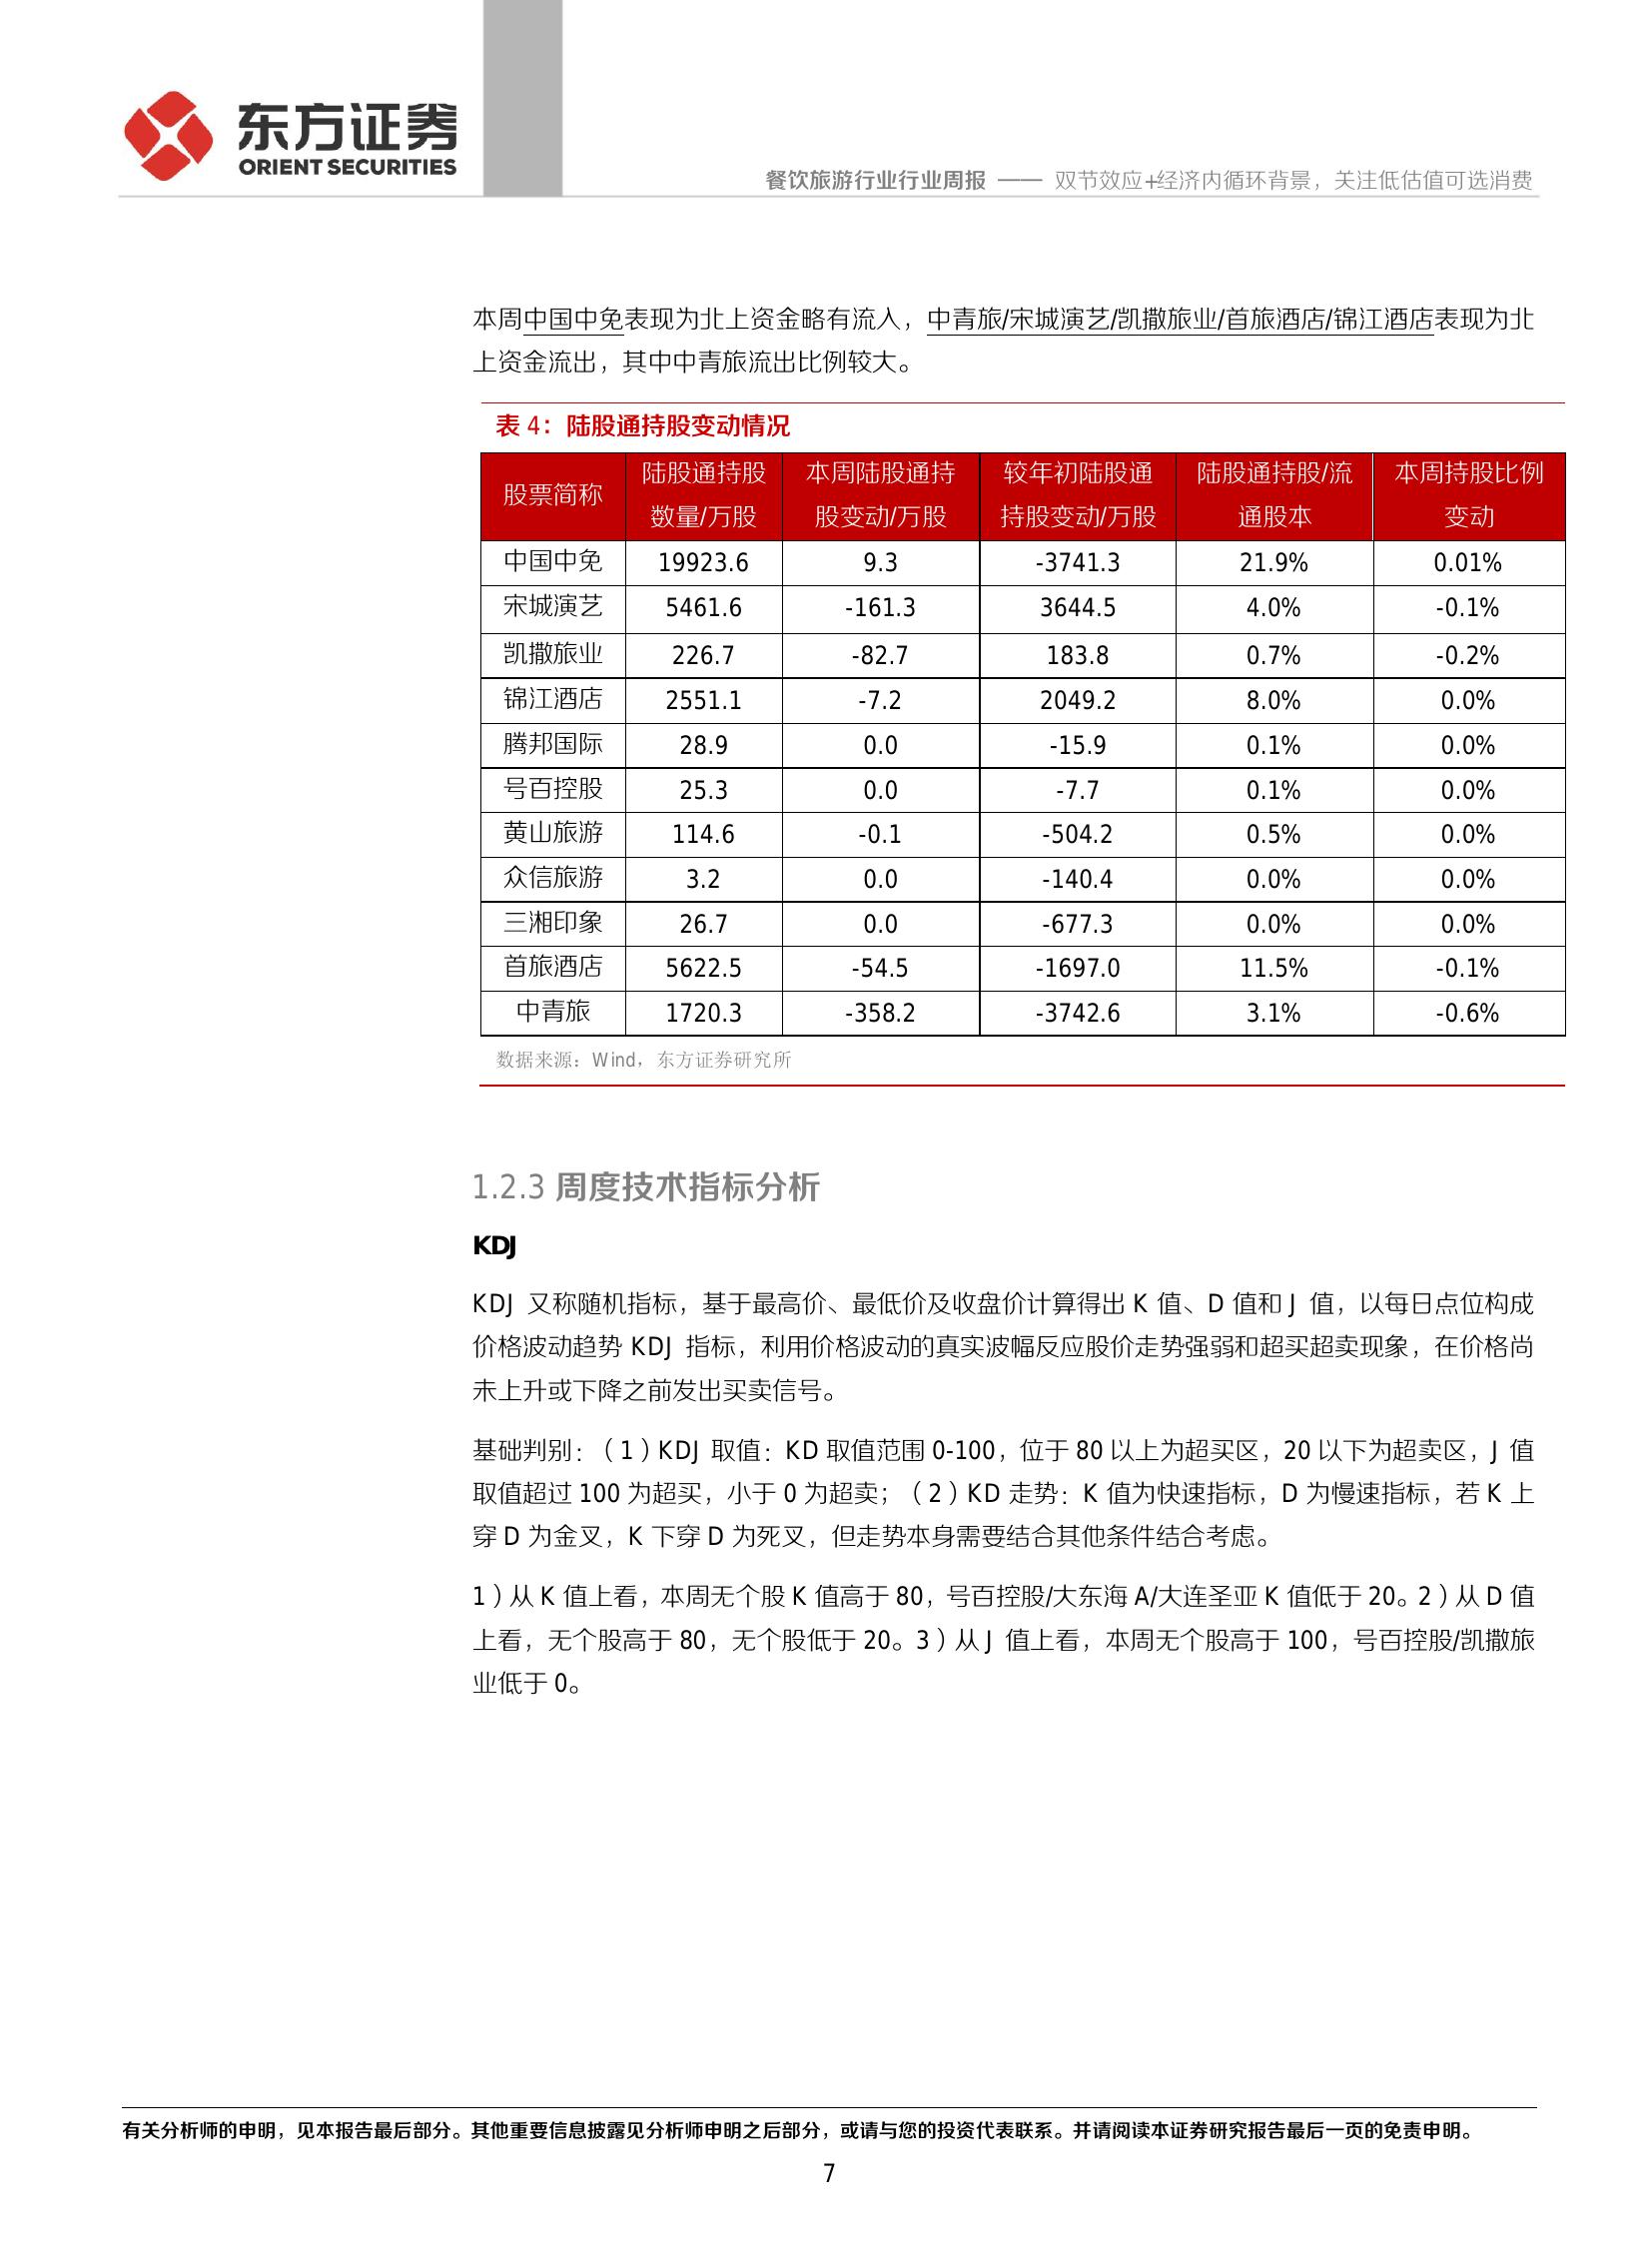 东方证券
ORIENT SECURITIES
餐饮旅游行业行业周报 —— 双节效应+经济内循环背景，关注低估值可选消费
本周中国中免表现为北上资金略有流入，中青旅/宋城演艺/凯撒旅业/首旅酒店/锦江酒店表现为北
上资金流出，其中中青旅流出比例较大。
表 4：陆股通持股变动情况
股票简称 陆股通持股数量/万股 本周陆股通持股变动/万股 较年初陆股通持股变动/万股 陆股通持股/流通股本 本周持股比例变动
中国中免 19923.6 9.3 -3741.3 21.9% 0.01%
宋城演艺 5461.6 -161.3 3644.5 4.0% -0.1%
凯撒旅业 226.7 -82.7 183.8 0.7% -0.2%
锦江酒店 2551.1 -7.2 2049.2 8.0% 0.0%
腾邦国际 28.9 0.0 -15.9 0.1% 0.0%
号百控股 25.3 0.0 -7.7 0.1% 0.0%
黄山旅游 114.6 -0.1 -504.2 0.5% 0.0%
众信旅游 3.2 0.0 -140.4 0.0% 0.0%
三湘印象 26.7 0.0 -677.3 0.0% 0.0%
首旅酒店 5622.5 -54.5 -1697.0 11.5% -0.1%
中青旅 1720.3 -358.2 -3742.6 3.1% -0.6%
数据来源：Wind，东方证券研究所
1.2.3 周度技术指标分析
KDJ
KDJ 又称随机指标，基于最高价、最低价及收盘价计算得出 K 值、D 值和 J 值，以每日点位构成
价格波动趋势 KDJ 指标，利用价格波动的真实波幅反应股价走势强弱和超买超卖现象，在价格尚
未上升或下降之前发出买卖信号。
基础判别：（1）KDJ 取值：KD 取值范围 0-100，位于 80 以上为超买区，20 以下为超卖区，J 值
取值超过 100 为超买，小于 0 为超卖；（2）KD 走势：K 值为快速指标，D 为慢速指标，若 K 上
穿 D 为金叉，K 下穿 D 为死叉，但走势本身需要结合其他条件结合考虑。
1）从 K 值上看，本周无个股 K 值高于 80，号百控股/大东海 A/大连圣亚 K 值低于 20。2）从 D 值
上看，无个股高于 80，无个股低于 20。3）从 J 值上看，本周无个股高于 100，号百控股/凯撒旅
业低于 0。
有关分析师的申明，见本报告最后部分。其他重要信息披露见分析师申明之后部分，或请与您的投资代表联系。并请阅读本证券研究报告最后一页的免责申明。
7